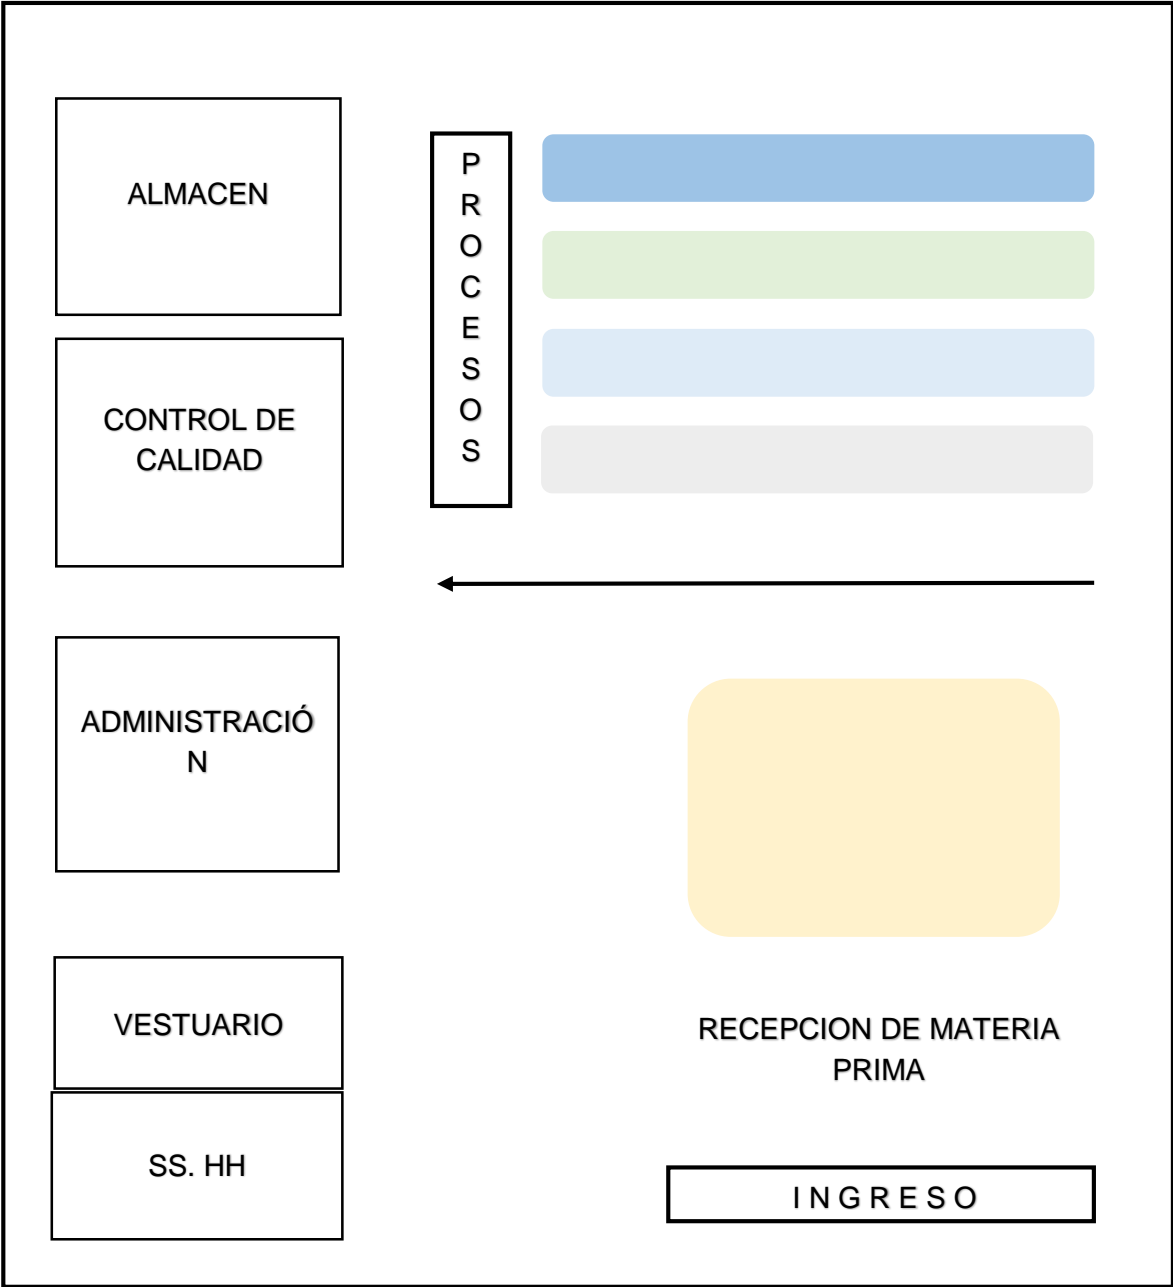 ALMACEN
P
R
O
C
E
S
O
S
CONTROL DE
CALIDAD
ADMINISTRACIÓ
N
VESTUARIO
RECEPCION DE MATERIA
PRIMA
SS. HH
I N G R E S O